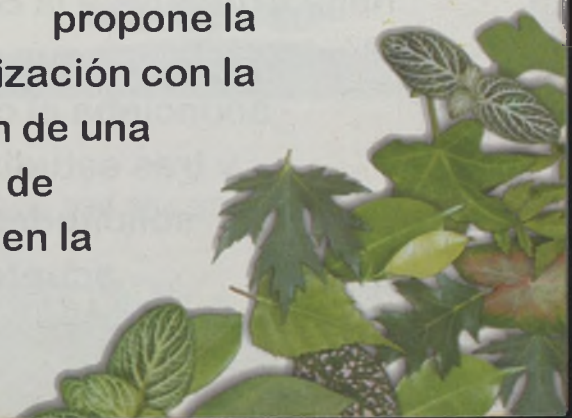 propone la
ización con la
n de una
de
en la